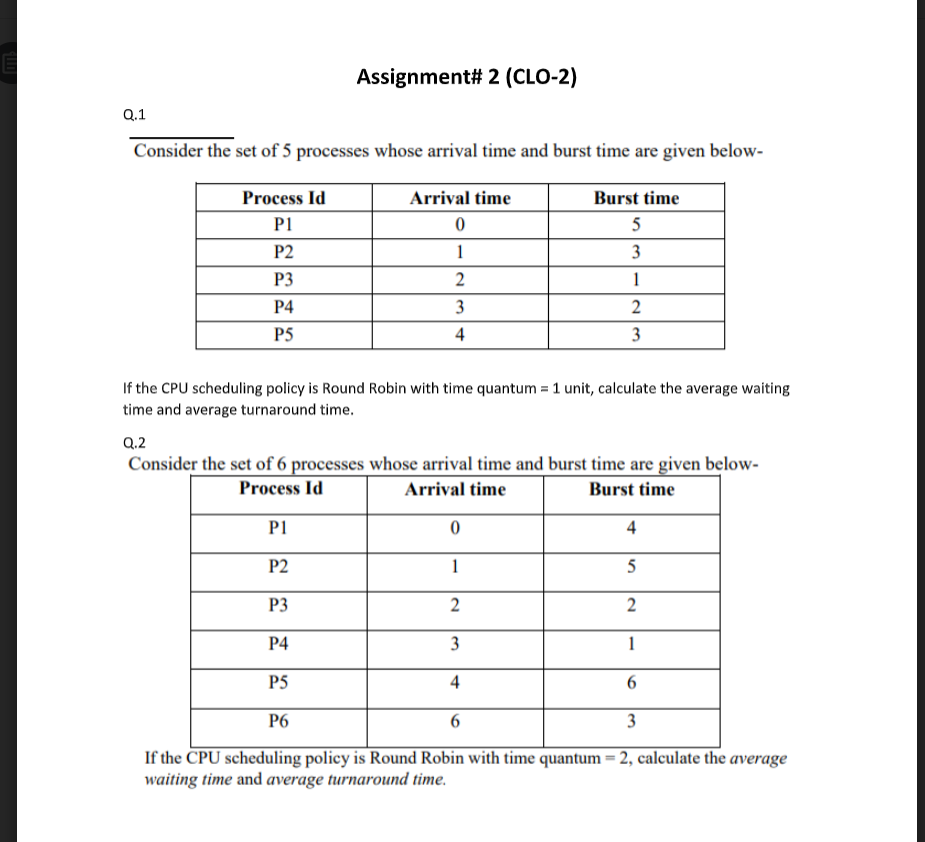 Assignment# 2 (CLO-2)
Q.1
Consider the set of 5 processes whose arrival time and burst time are given below-
Process Id Arrival time Burst time
P1 0 5
P2 1 3
P3 2 1
P4 3 2
P5 4 3
If the CPU scheduling policy is Round Robin with time quantum = 1 unit, calculate the average waiting
time and average turnaround time.
Q.2
Consider the set of 6 processes whose arrival time and burst time are given below-
Process Id Arrival time Burst time
P1 0 4
P2 1 5
P3 2 2
P4 3 1
P5 4 6
P6 6 3
If the CPU scheduling policy is Round Robin with time quantum = 2, calculate the average
waiting time and average turnaround time.